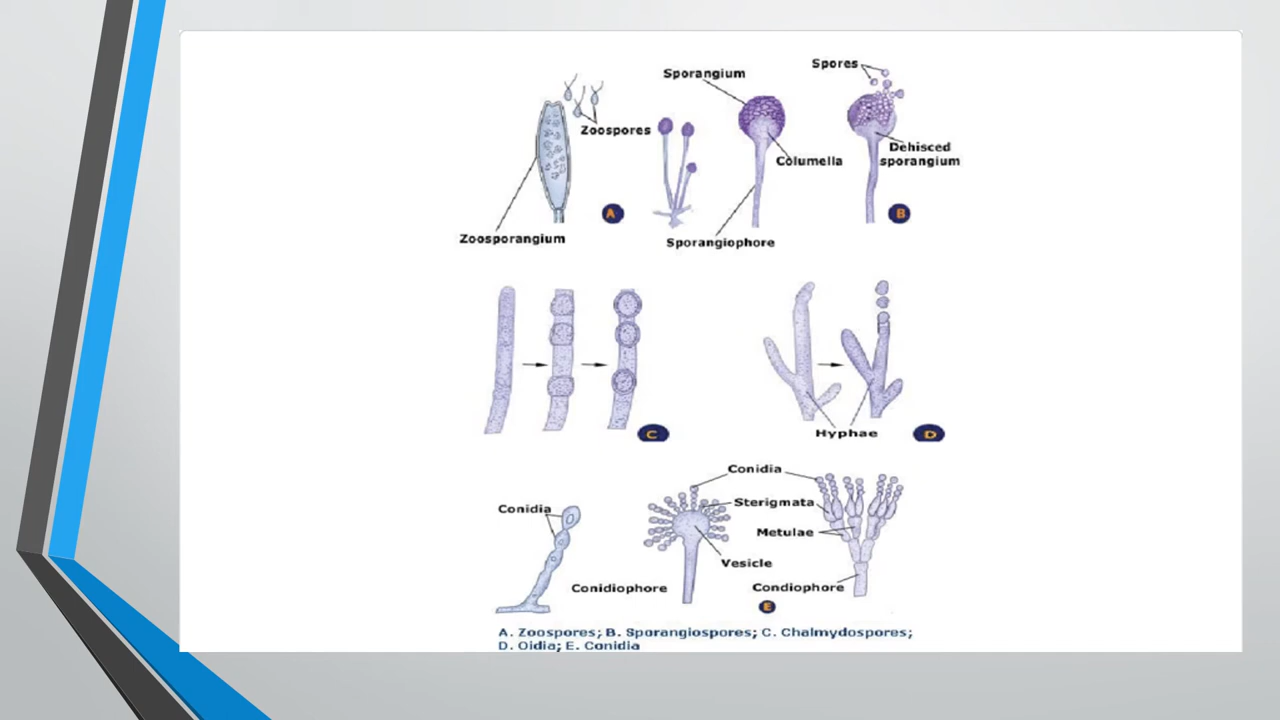 Spores
Sporangium
Zoospores
Dehisced
sporangium
Columella
A
B
Zoosporangium
Sporangiophore
C
Hyphae
D
Conidia
Sterigmata
Conidia
Metulae
Vesicle
Conidiophore
Condiophore
E
A. Zoospores; B. Sporangiospores; C. Chalmydospores;
D. Oidia; E. Conidia